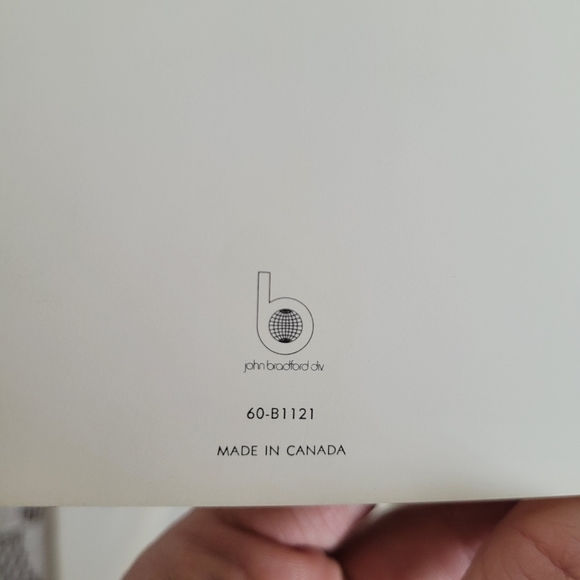 b
john bradford div.
60-B1121
MADE IN CANADA